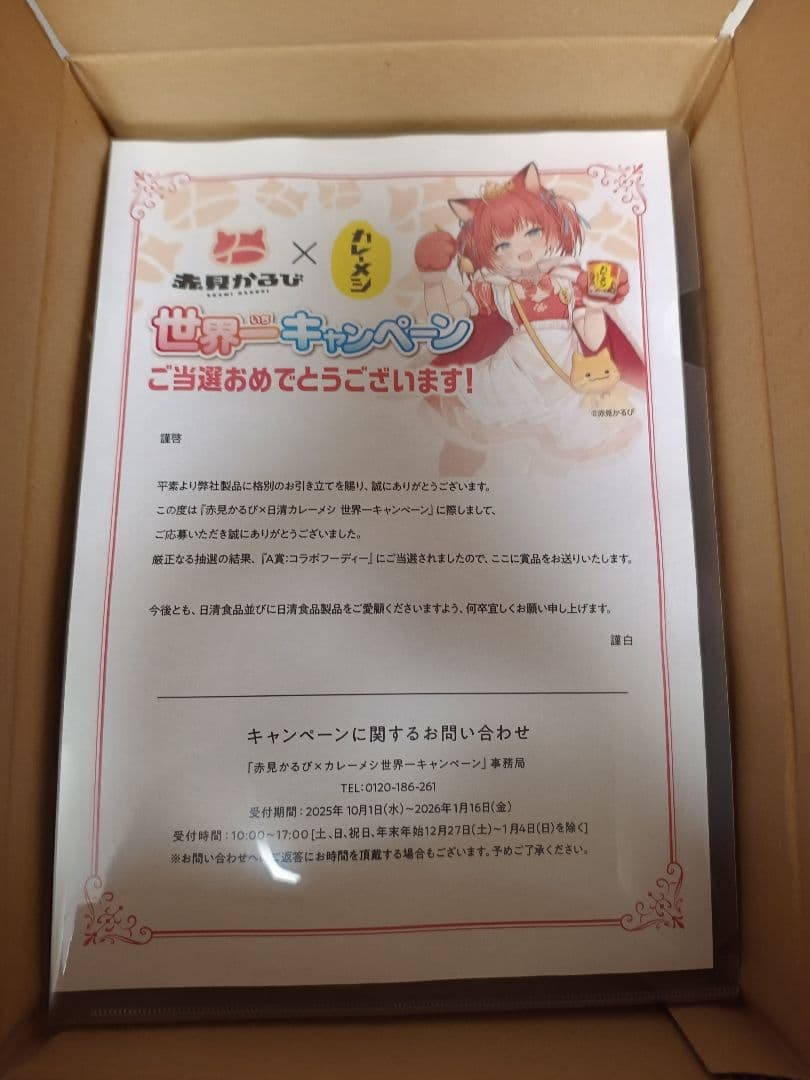 赤見かるび
AKAMI KARUBI
×
カレーメシ
世界一キャンペーン
いち
ご当選おめでとうございます!
©赤見かるび
謹啓
平素より弊社製品に格別のお引き立てを賜り、誠にありがとうございます。
この度は『赤見かるび×日清カレーメシ 世界一キャンペーン』に際しまして、
ご応募いただき誠にありがとうございました。
厳正なる抽選の結果、『A賞:コラボフーディー』にご当選されましたので、ここに賞品をお送りいたします。
今後とも、日清食品並びに日清食品製品をご愛顧くださいますよう、何卒宜しくお願い申し上げます。
謹白
キャンペーンに関するお問い合わせ
「赤見かるび×カレーメシ世界一キャンペーン」事務局
TEL:0120-186-261
受付期間:2025年10月1日(水)~2026年1月16日(金)
受付時間:10:00~17:00[土、日、祝日、年末年始12月27日(土)~1月4日(日)を除く]
※お問い合わせへのご返答にお時間を頂戴する場合もございます。予めご了承ください。